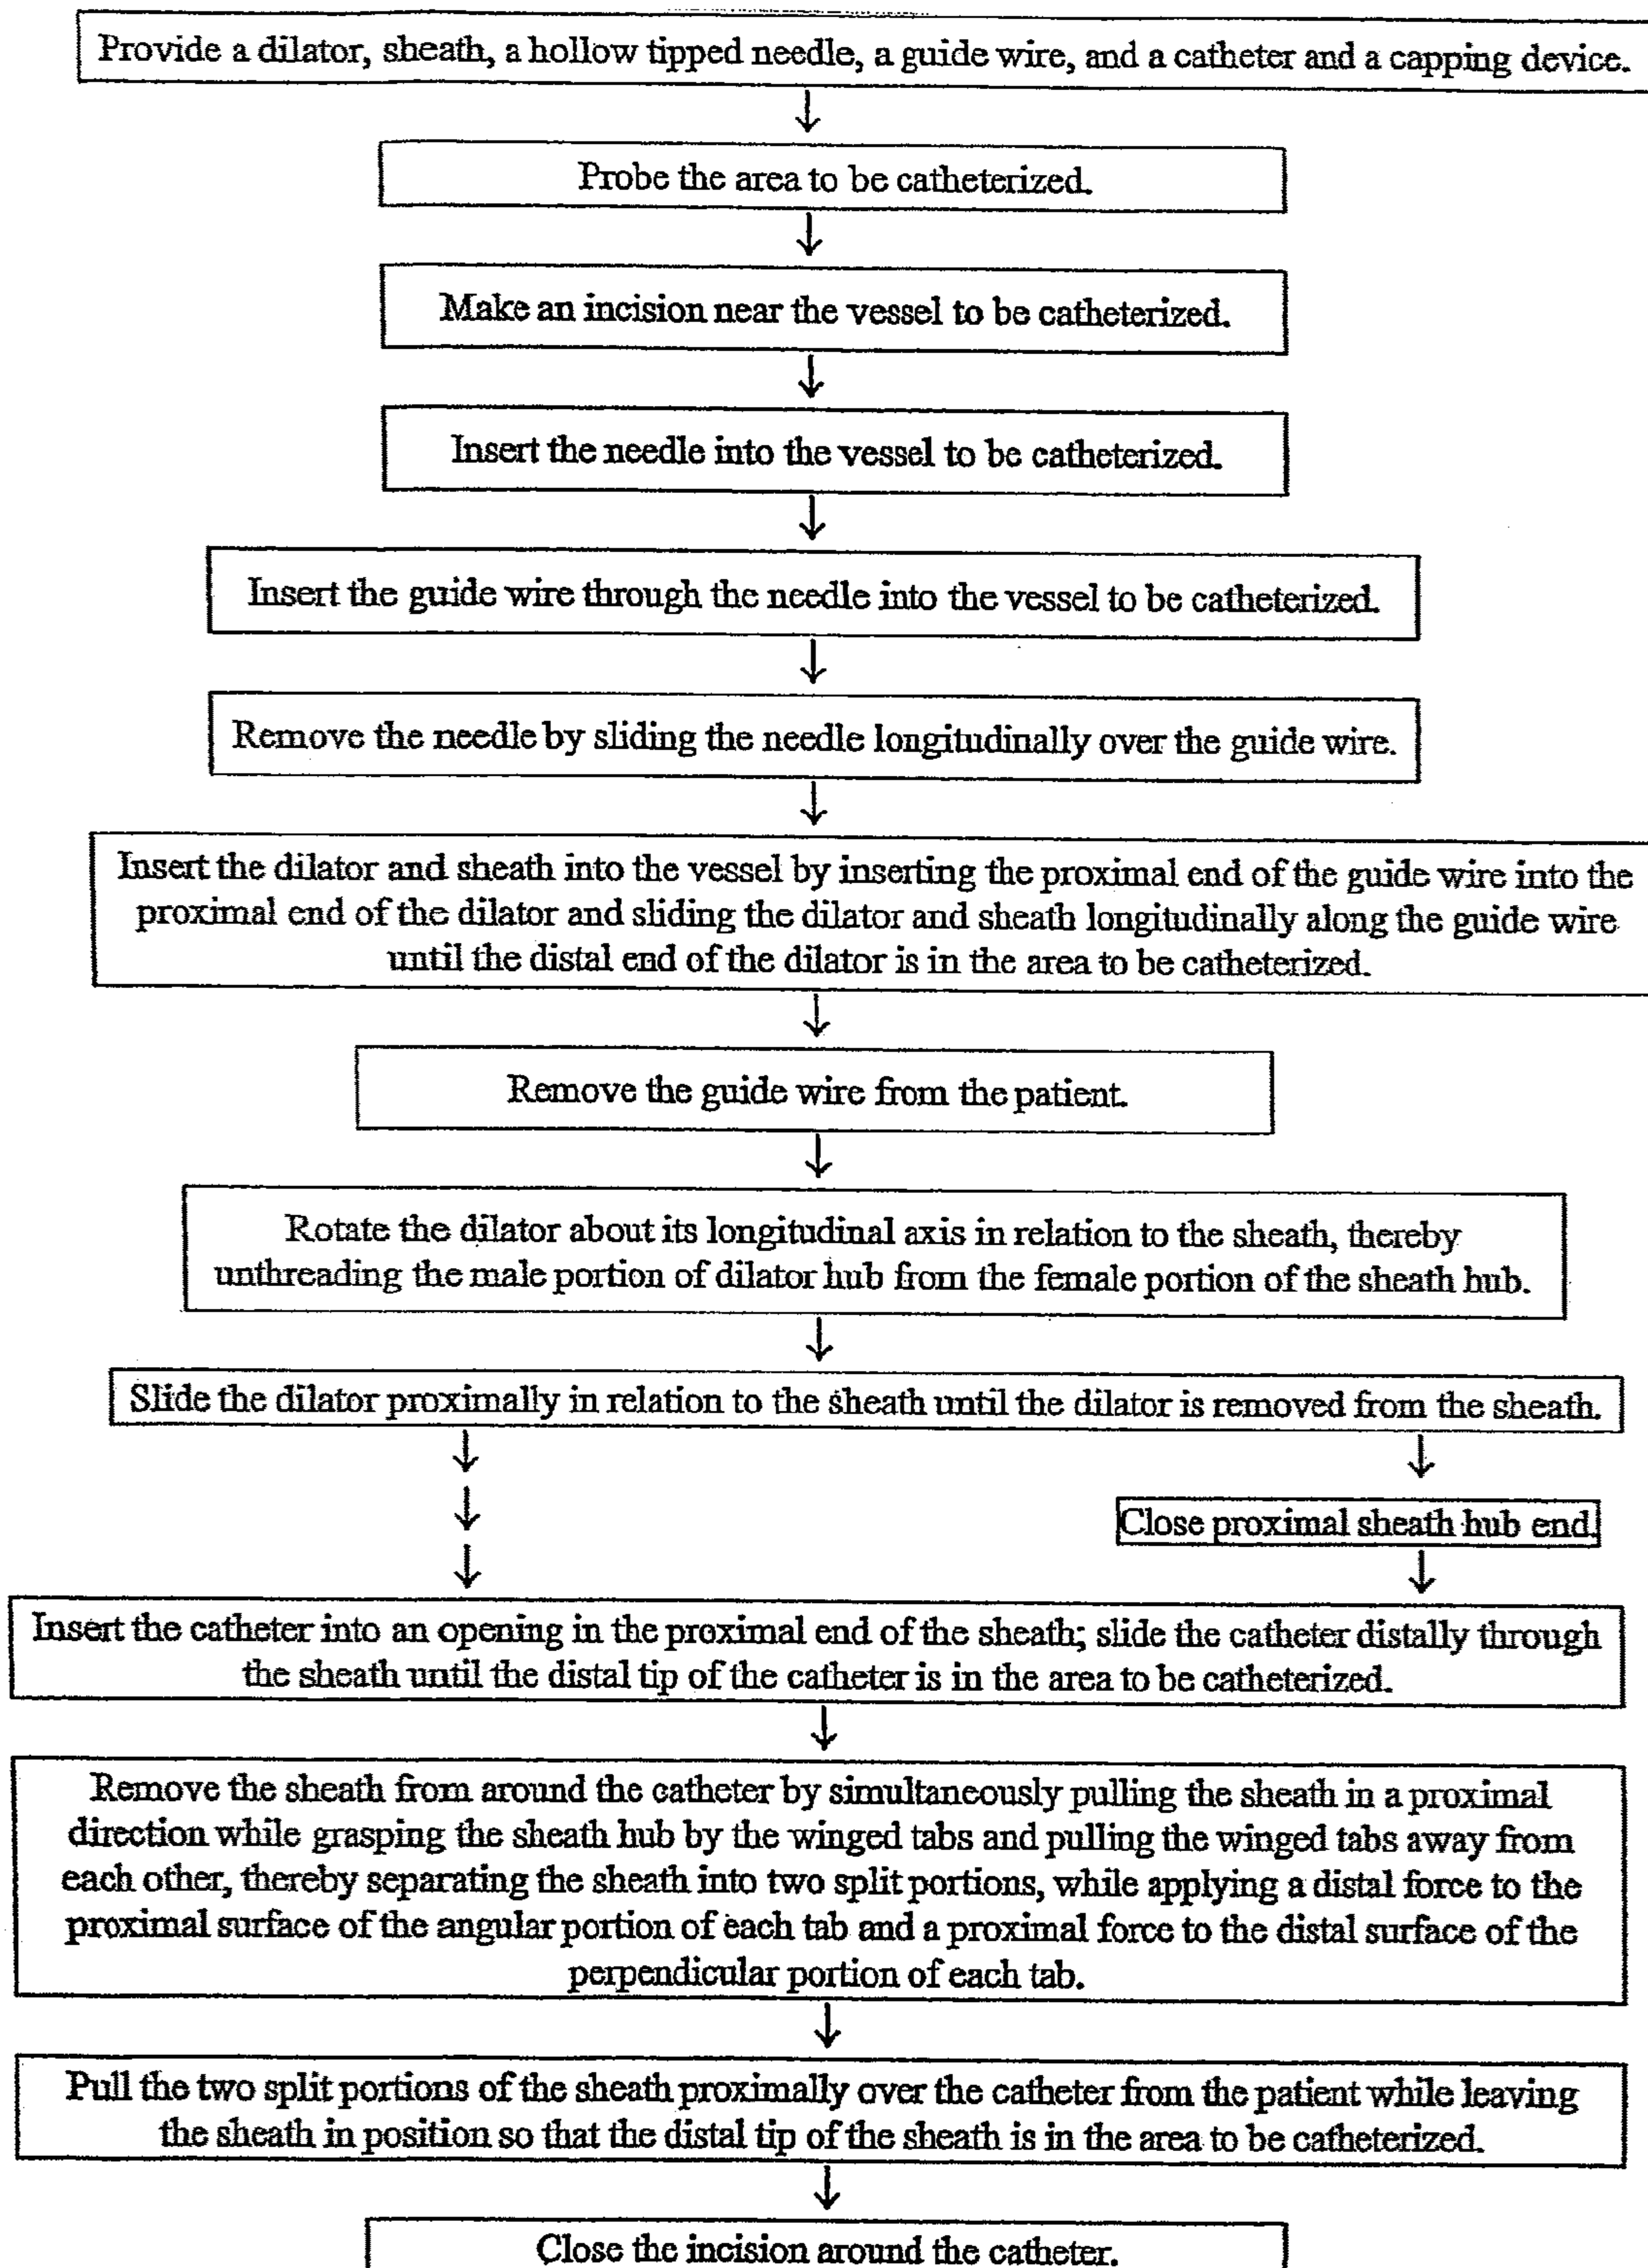 Provide a dilator, sheath, a hollow tipped needle, a guide wire, and a catheter and a capping device.
Probe the area to be catheterized.
Make an incision near the vessel to be catheterized.
Insert the needle into the vessel to be catheterized.
Insert the guide wire through the needle into the vessel to be catheterized.
Remove the needle by sliding the needle longitudinally over the guide wire.
Insert the dilator and sheath into the vessel by inserting the proximal end of the guide wire into the
proximal end of the dilator and sliding the dilator and sheath longitudinally along the guide wire
until the distal end of the dilator is in the area to be catheterized.
Remove the guide wire from the patient.
Rotate the dilator about its longitudinal axis in relation to the sheath, thereby
unthreading the male portion of dilator hub from the female portion of the sheath hub.
Slide the dilator proximally in relation to the sheath until the dilator is removed from the sheath.
Close proximal sheath hub end.
Insert the catheter into an opening in the proximal end of the sheath; slide the catheter distally through
the sheath until the distal tip of the catheter is in the area to be catheterized.
Remove the sheath from around the catheter by simultaneously pulling the sheath in a proximal
direction while grasping the sheath hub by the winged tabs and pulling the winged tabs away from
each other, thereby separating the sheath into two split portions, while applying a distal force to the
proximal surface of the angular portion of each tab and a proximal force to the distal surface of the
perpendicular portion of each tab.
Pull the two split portions of the sheath proximally over the catheter from the patient while leaving
the sheath in position so that the distal tip of the sheath is in the area to be catheterized.
Close the incision around the catheter.